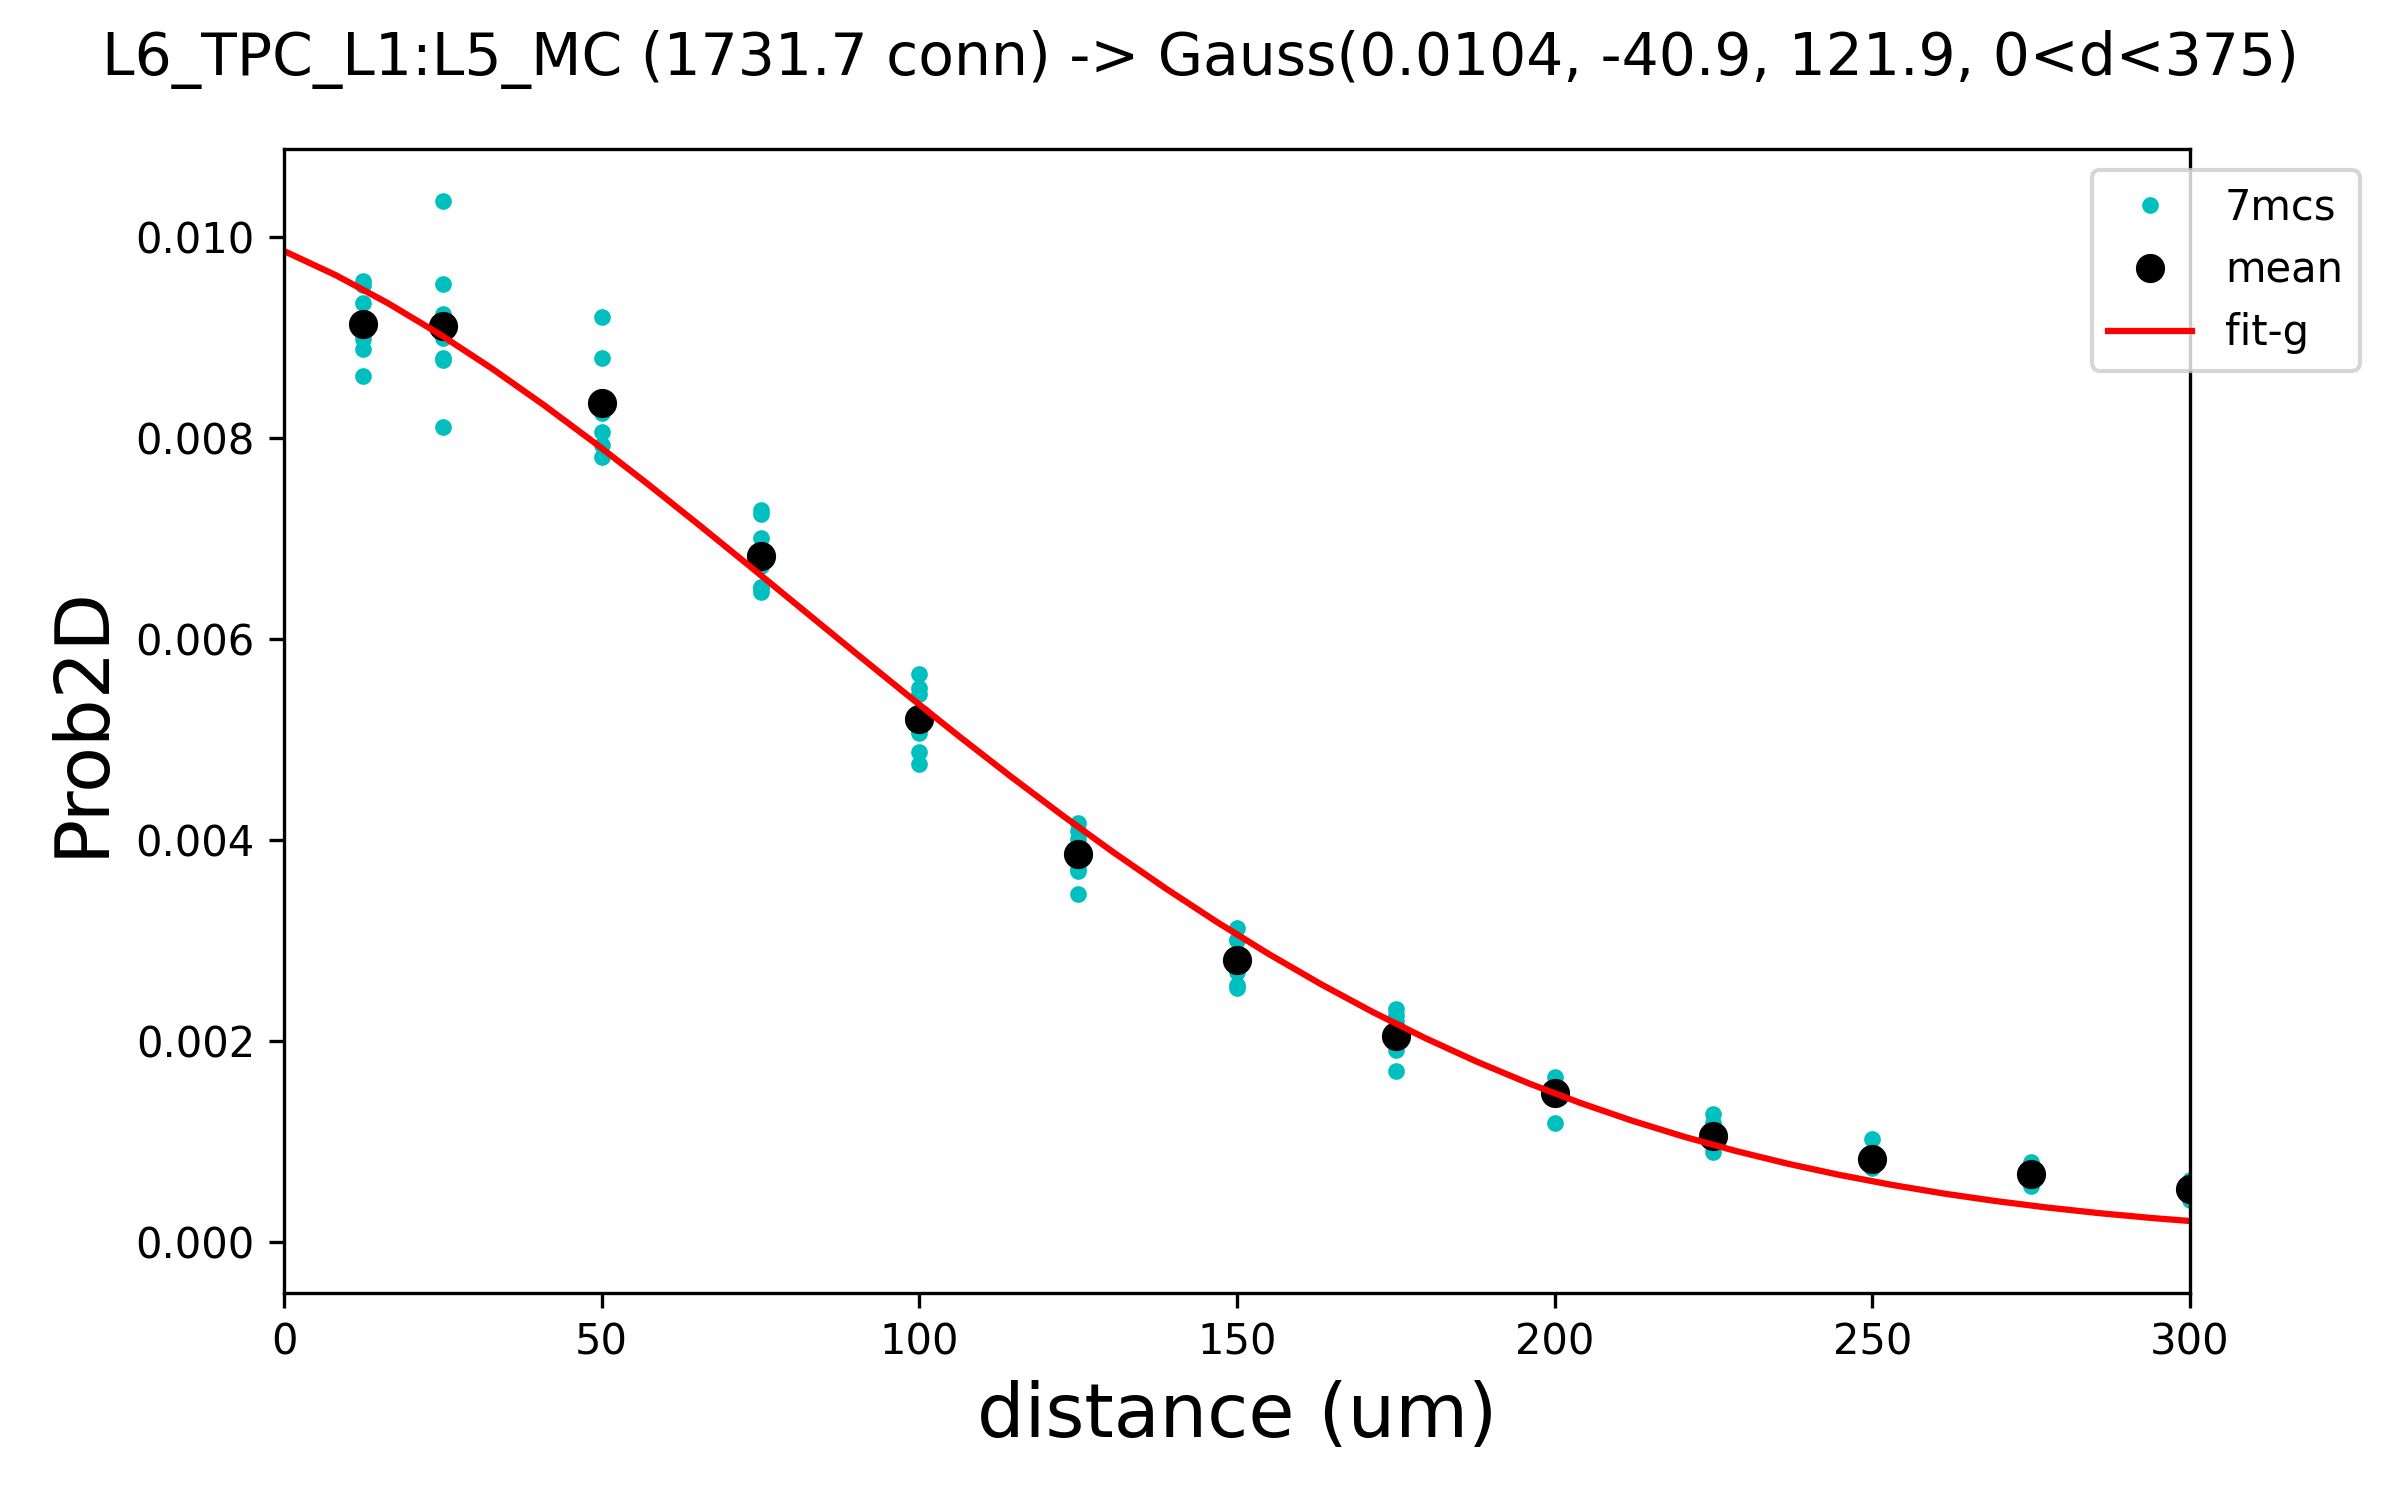 L6_TPC_L1:L5_MC (1731.7 conn) -> Gauss(0.0104, -40.9, 121.9, 0<d<375)
7mcs
mean
fit-g
Prob2D
0.010
0.008
0.006
0.004
0.002
0.000
0 50 100 150 200 250 300
distance (um)